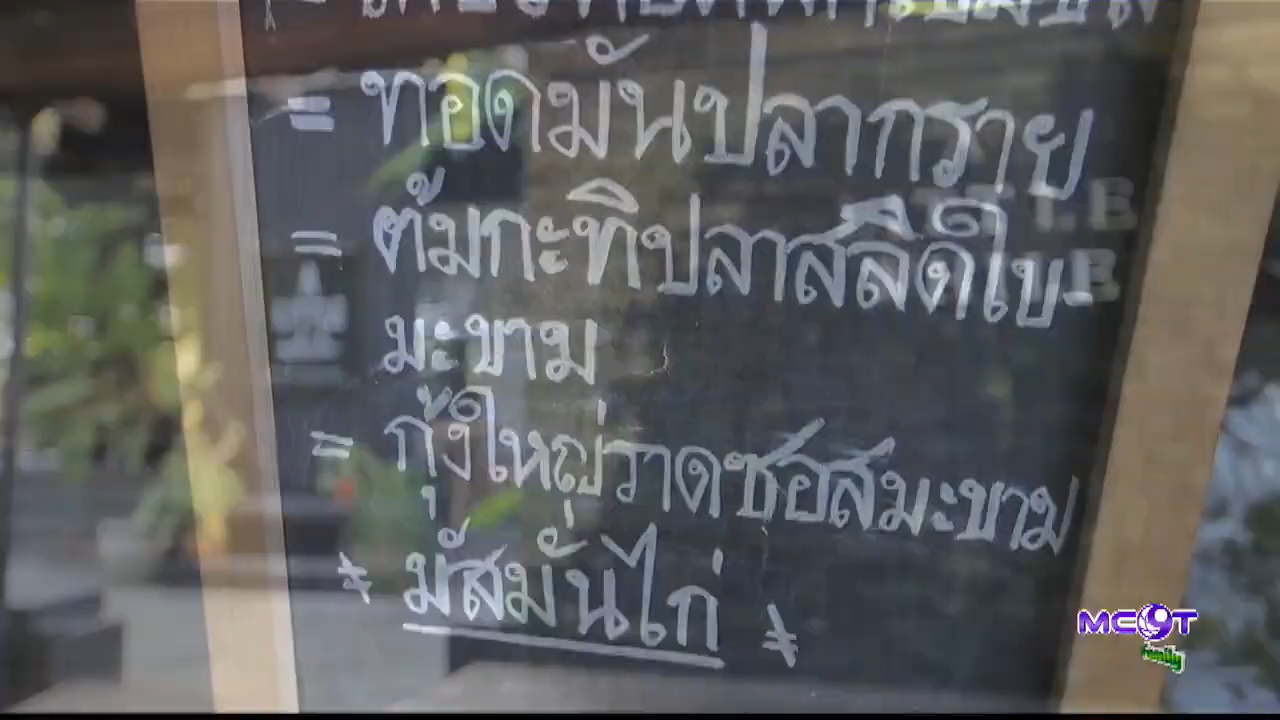 = ทอดมันปลากราย
= ต้มกะทิปลาสลิดใบ-
มะขาม
= กุ้งใหญ่ราดซอสมะขาม
* มัสมั่นไก่ *
MCOT
family